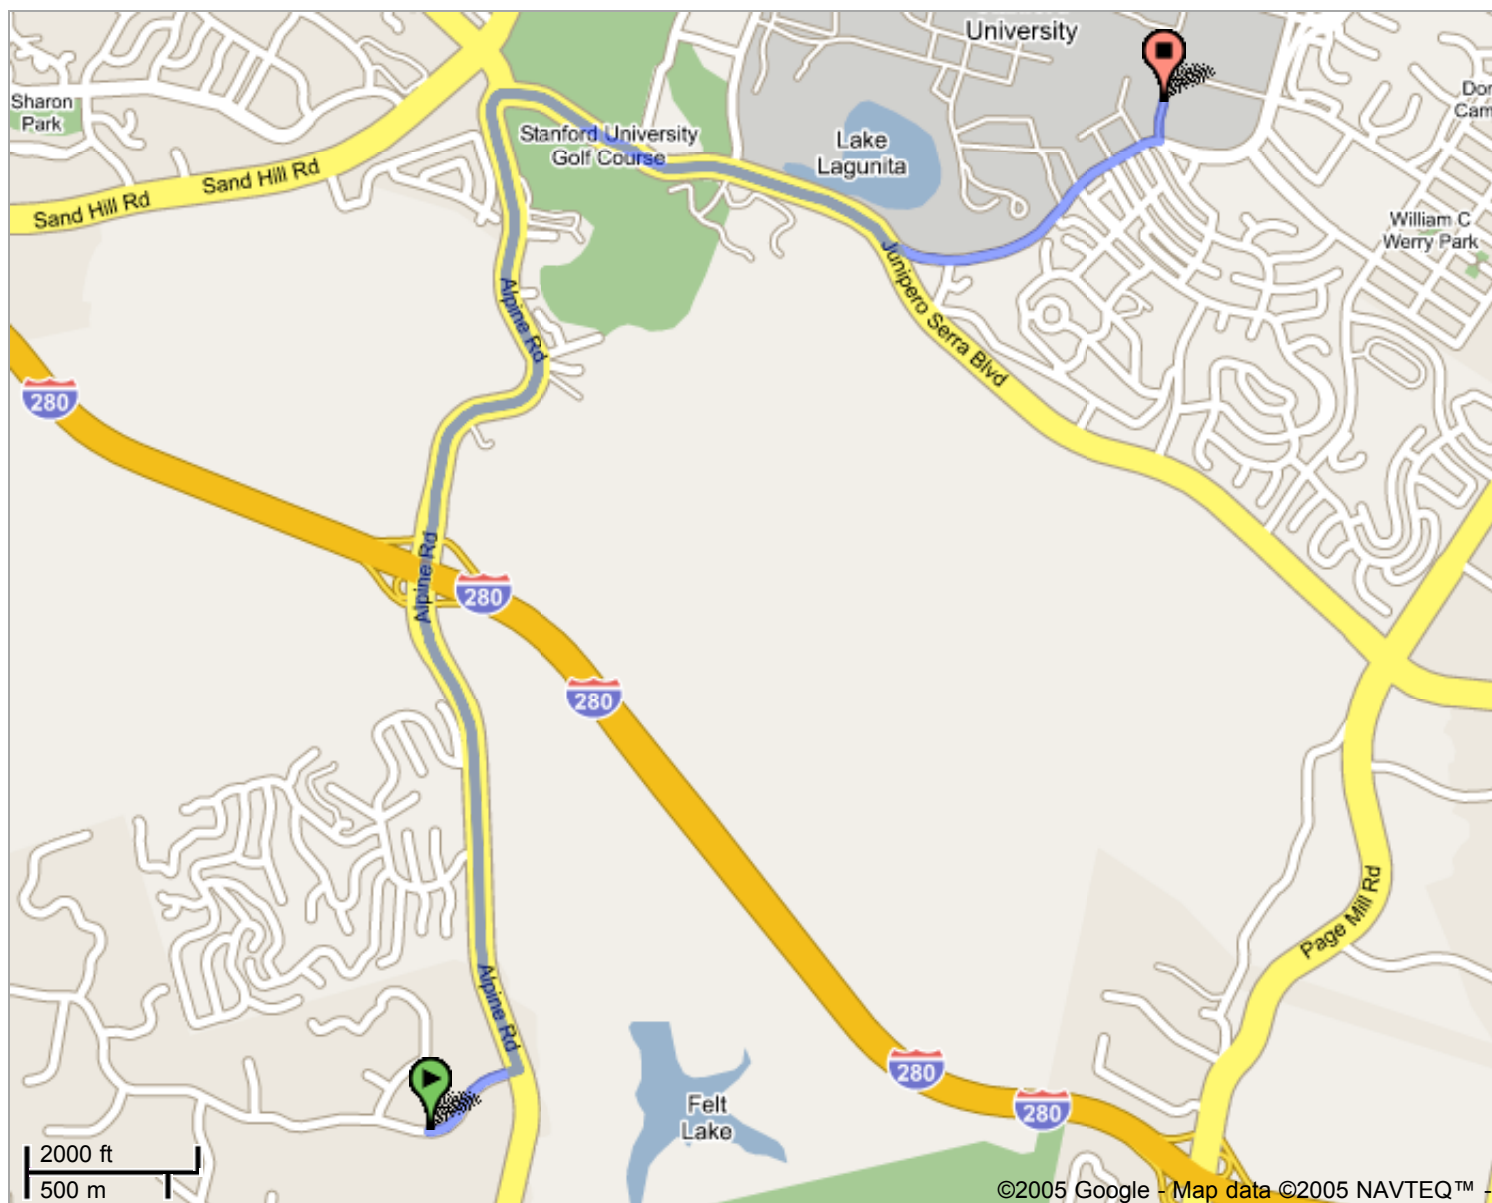 University
Sharon
Park
Dor
Cam
Stanford University
Golf Course
Lake
Lagunita
Sand Hill Rd
Sand Hill Rd
William C
Werry Park
Junipero Serra Blvd
Alpine Rd
280
Alpine Rd
280
280
Page Mill Rd
Alpine Rd
280
Felt
Lake
280
2000 ft
500 m
©2005 Google - Map data ©2005 NAVTEQ™ -